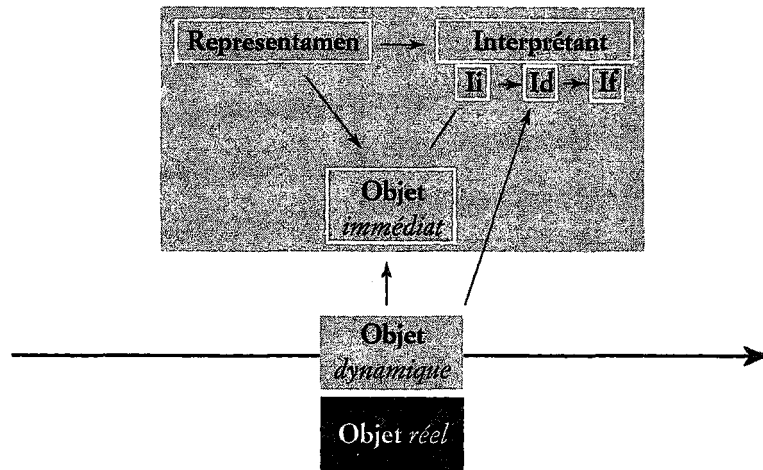 Representamen
Interprétant
Ii
Id
If
Objet
immédiat
Objet
dynamique
Objet réel